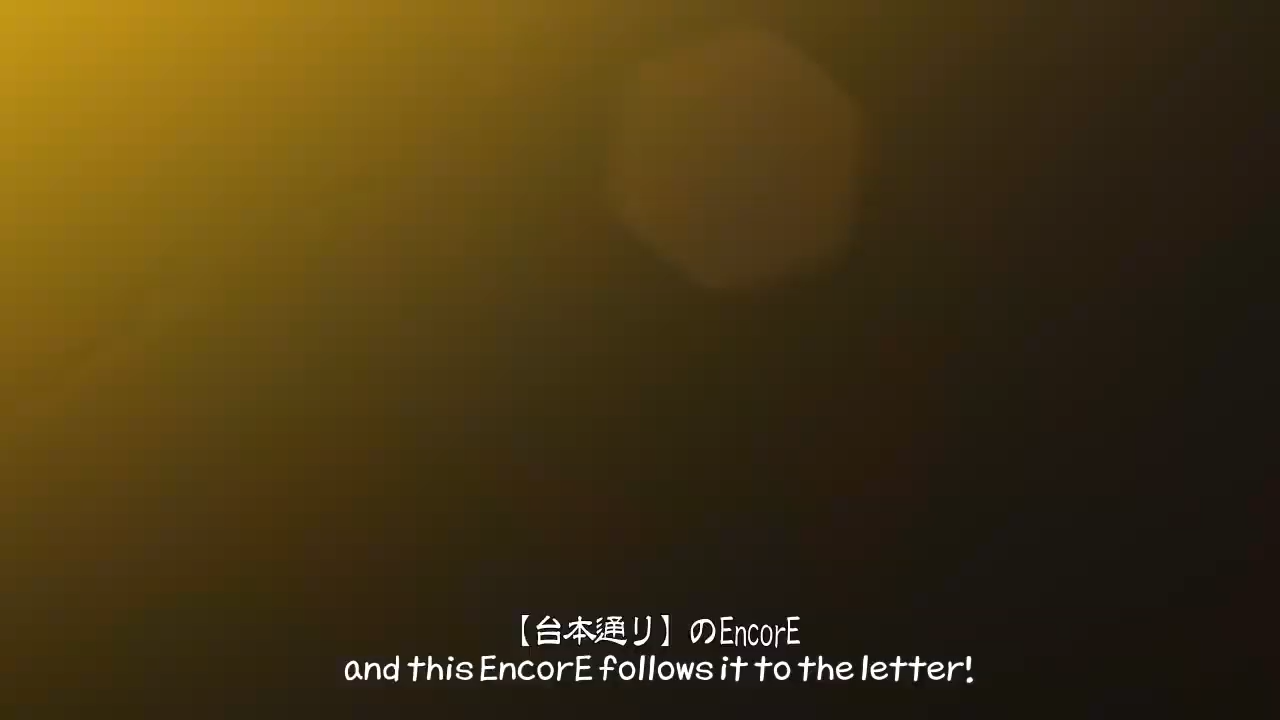 【台本通り】のEncorE
and this EncorE follows it to the letter!